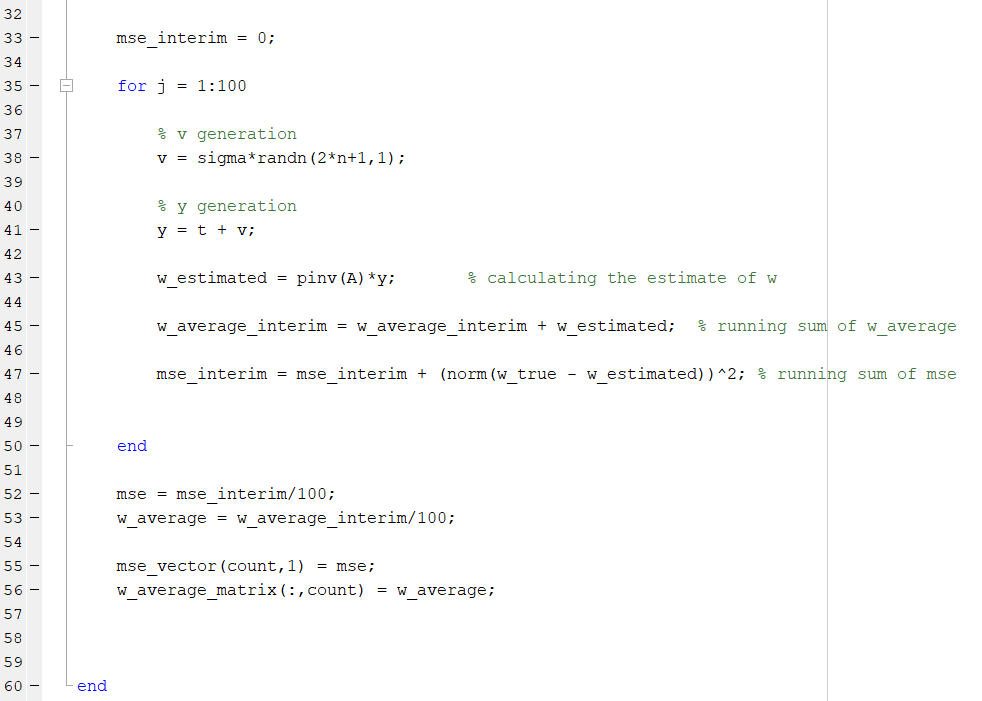 32
33 – mse_interim = 0;
34
35 – for j = 1:100
36
37 % v generation
38 – v = sigma*randn(2*n+1,1);
39
40 % y generation
41 – y = t + v;
42
43 – w_estimated = pinv(A)*y; % calculating the estimate of w
44
45 – w_average_interim = w_average_interim + w_estimated; % running sum of w_average
46
47 – mse_interim = mse_interim + (norm(w_true - w_estimated))^2; % running sum of mse
48
49
50 – end
51
52 – mse = mse_interim/100;
53 – w_average = w_average_interim/100;
54
55 – mse_vector(count,1) = mse;
56 – w_average_matrix(:,count) = w_average;
57
58
59
60 – end